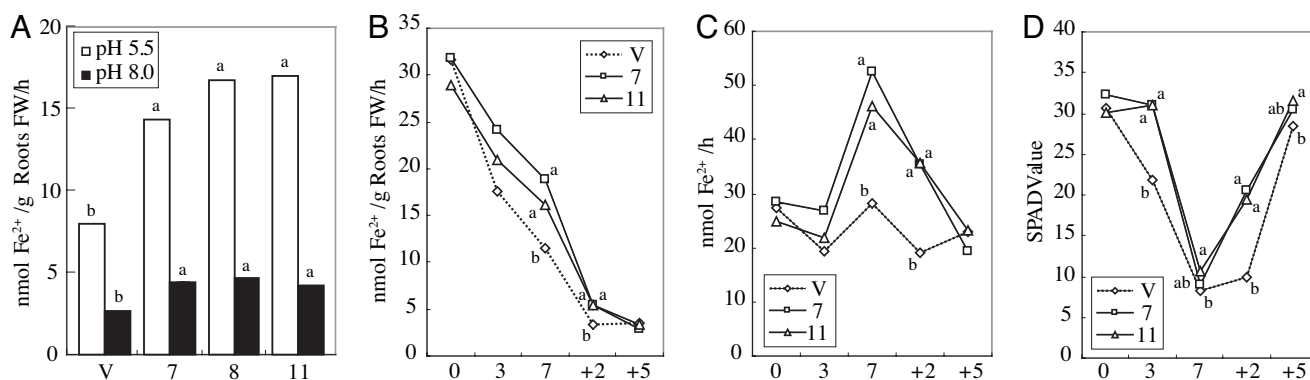 A
20
15
10
5
0
nmol Fe²⁺/g Roots FW/h
pH 5.5
pH 8.0
b
b
a
a
a
a
a
a
V 7 8 11
B
35
30
25
20
15
10
5
0
nmol Fe²⁺/g Roots FW/h
V
7
11
a
a
b
a a
b
0 3 7 +2 +5
C
60
50
40
30
20
10
0
nmol Fe²⁺/h
a
a
b
a
a
b
V
7
11
0 3 7 +2 +5
D
40
35
30
25
20
15
10
5
0
SPADValue
a
a
b
a
ab
b
a
a
b
ab
a
b
V
7
11
0 3 7 +2 +5